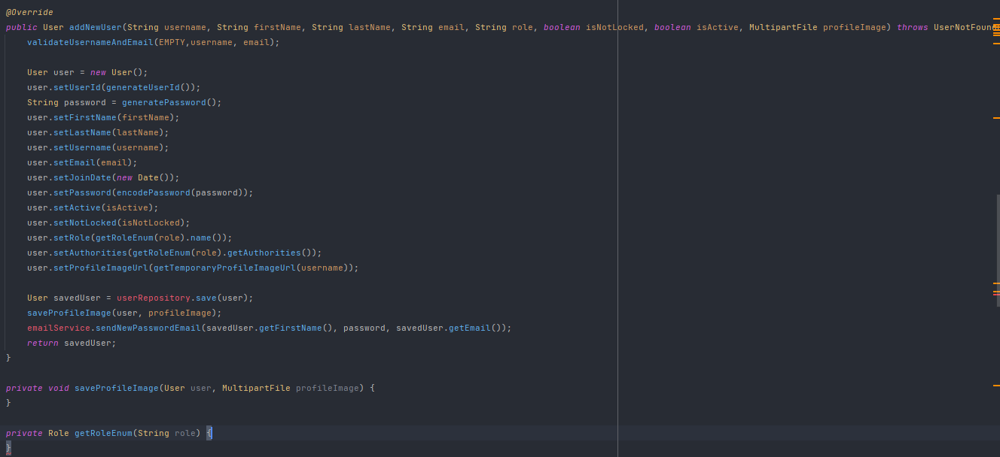 @Override
public User addNewUser(String username, String firstName, String lastName, String email, String role, boolean isNotLocked, boolean isActive, MultipartFile profileImage) throws
    validateUsernameAndEmail(EMPTY,username, email);
    User user = new User();
    user.setUserId(generateUserId());
    String password = generatePassword();
    user.setFirstName(firstName);
    user.setLastName(lastName);
    user.setUsername(username);
    user.setEmail(email);
    user.setJoinDate(new Date());
    user.setPassword(encodePassword(password));
    user.setActive(isActive);
    user.setNotLocked(isNotLocked);
    user.setRole(getRoleEnum(role).name());
    user.setAuthorities(getRoleEnum(role).getAuthorities());
    user.setProfileImageUrl(getTemporaryProfileImageUrl(username));
    User savedUser = userRepository.save(user);
    saveProfileImage(user, profileImage);
    emailService.sendNewPasswordEmail(savedUser.getFirstName(), password, savedUser.getEmail());
    return savedUser;
}
private void saveProfileImage(User user, MultipartFile profileImage) {
}
private Role getRoleEnum(String role) {
}